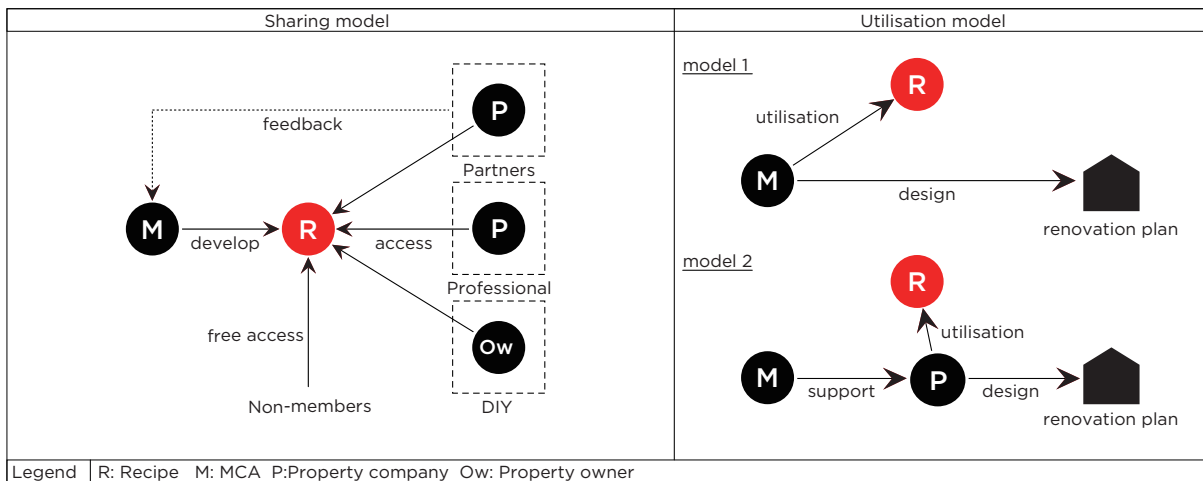 Sharing model
Utilisation model
P
feedback
Partners
M
develop
R
access
P
Professional
free access
Ow
Non-members
DIY
model 1
R
utilisation
M
design
renovation plan
model 2
R
utilisation
M
support
P
design
renovation plan
Legend
R: Recipe M: MCA P:Property company Ow: Property owner